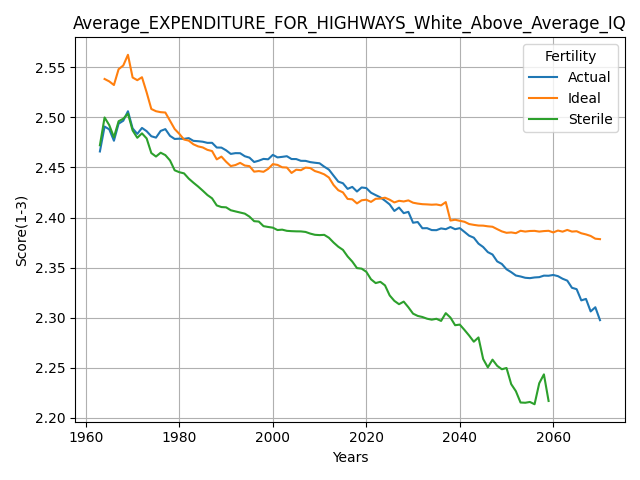 Average_EXPENDITURE_FOR_HIGHWAYS_White_Above_Average_IQ
Fertility
Actual
Ideal
Sterile
Score(1-3)
2.55
2.50
2.45
2.40
2.35
2.30
2.25
2.20
1960
1980
2000
2020
2040
2060
Years